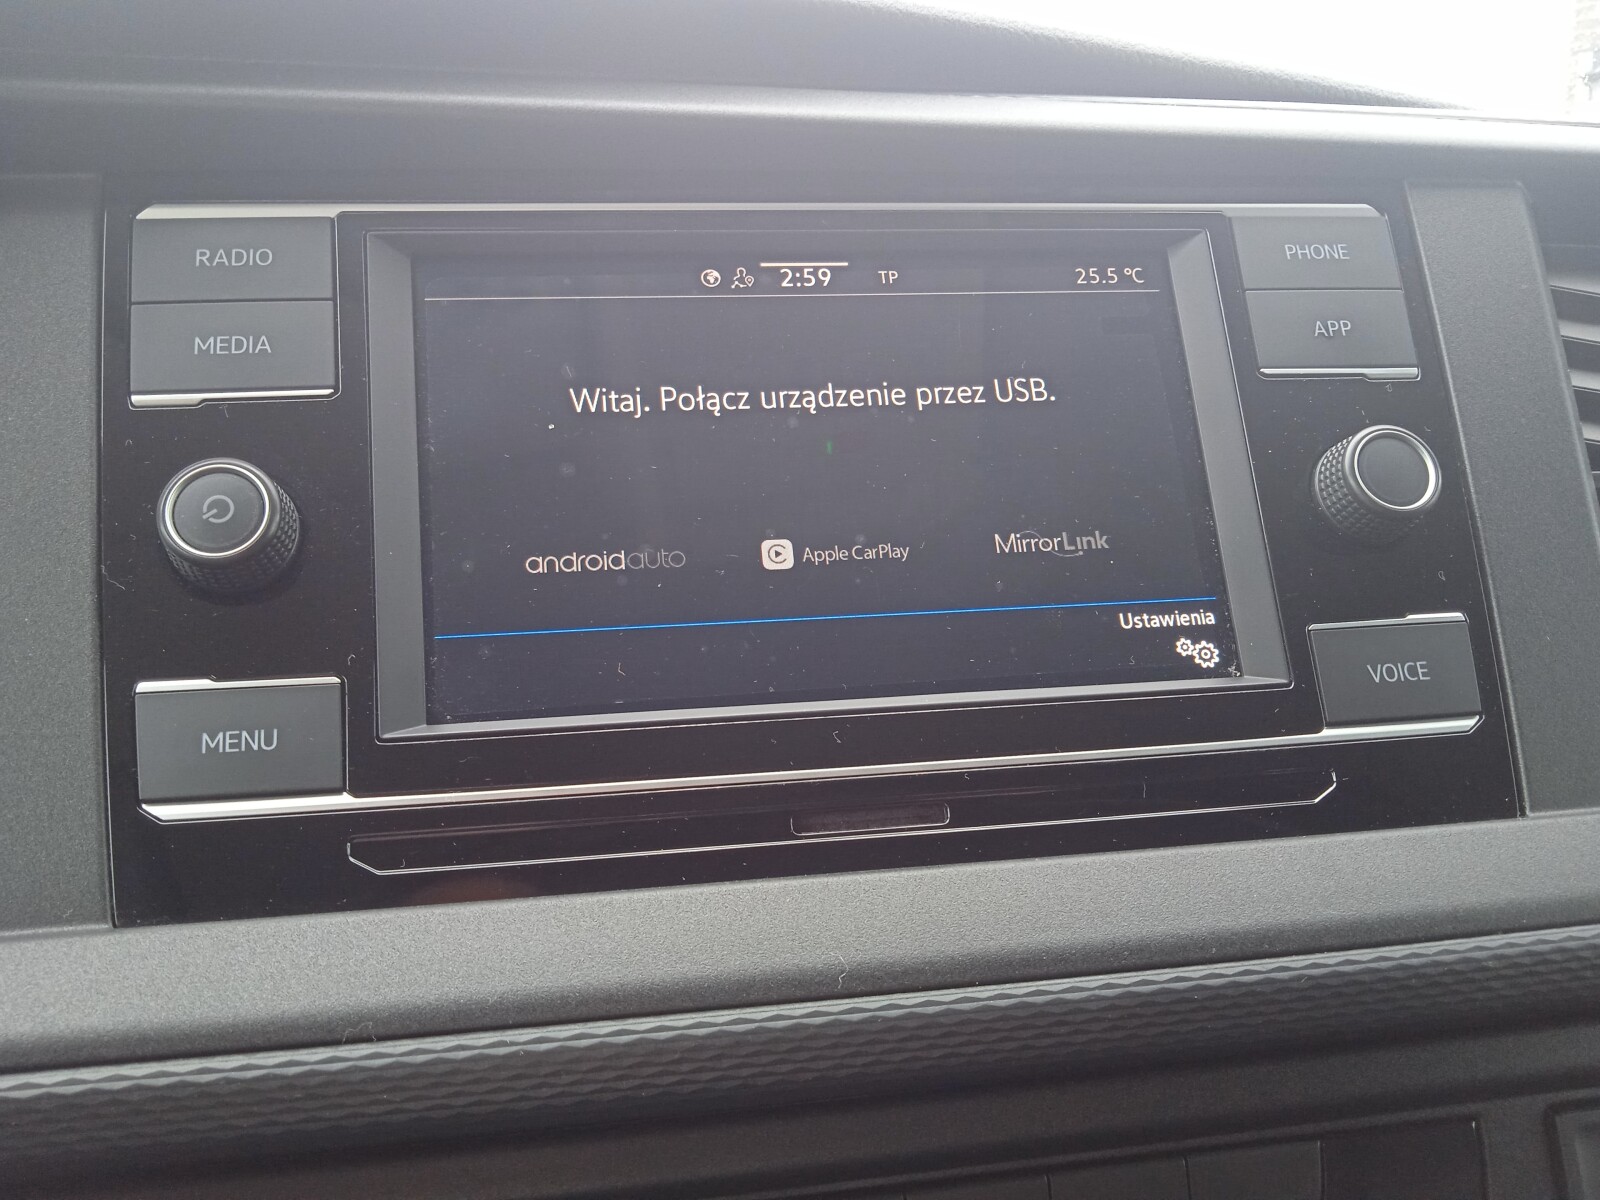 RADIO
MEDIA
MENU
2:59 TP 25.5 °C
Witaj. Połącz urządzenie przez USB.
androidauto Apple CarPlay MirrorLink
Ustawienia
PHONE
APP
VOICE